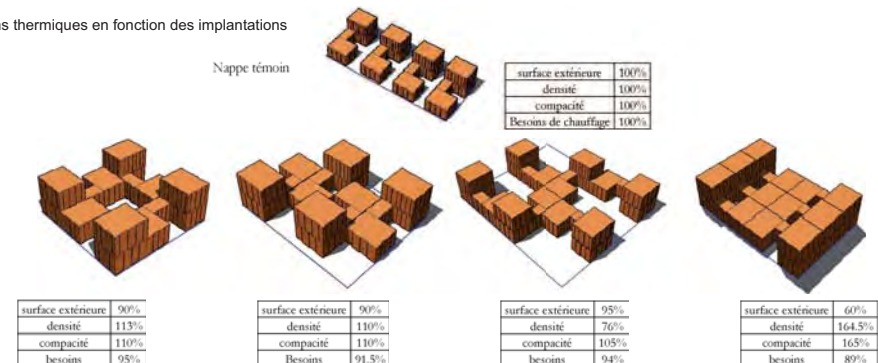 s thermiques en fonction des implantations
Nappe témoin
surface extérieure 100%
densité 100%
compacité 100%
Besoins de chauffage 100%
surface extérieure 90%
densité 113%
compacité 110%
besoins 95%
surface extérieure 90%
densité 110%
compacité 110%
Besoins 91.5%
surface extérieure 95%
densité 76%
compacité 105%
besoins 94%
surface extérieure 60%
densité 164.5%
compacité 165%
besoins 89%